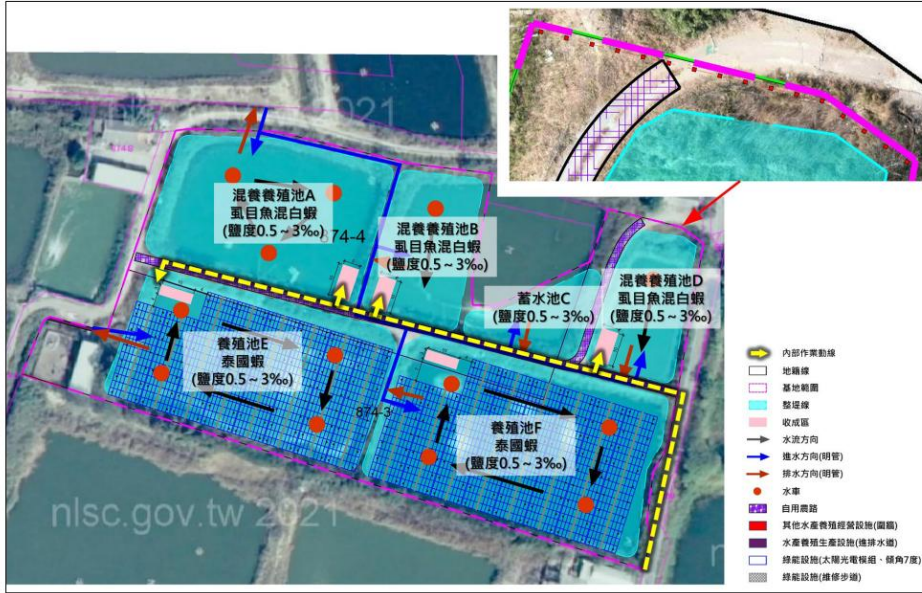 nlsc.gov.tw 2021
混養養殖池A
虱目魚混白蝦
(鹽度0.5~3‰)
874-4
混養養殖池B
虱目魚混白蝦
(鹽度0.5~3‰)
蓄水池C
(鹽度0.5~3‰)
混養養殖池D
虱目魚混白蝦
(鹽度0.5~3‰)
養殖池E
泰國蝦
(鹽度0.5~3‰)
874-3
養殖池F
泰國蝦
(鹽度0.5~3‰)
nlsc.gov.tw 2021
內部作業動線
地籍線
基地範圍
整堤線
收成區
水流方向
進水方向(明管)
排水方向(明管)
水車
自用農路
其他水產養殖經營設施(圍籬)
水產養殖生產設施(進排水道)
綠能設施(太陽光電模組、傾角7度)
綠能設施(維修步道)